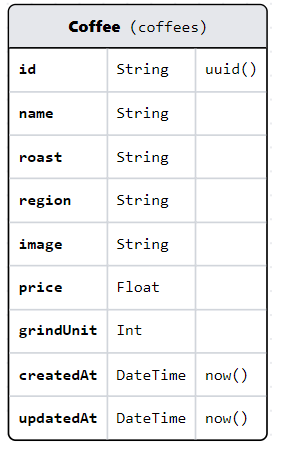 Coffee (coffees)
id String uuid()
name String
roast String
region String
image String
price Float
grindUnit Int
createdAt DateTime now()
updatedAt DateTime now()